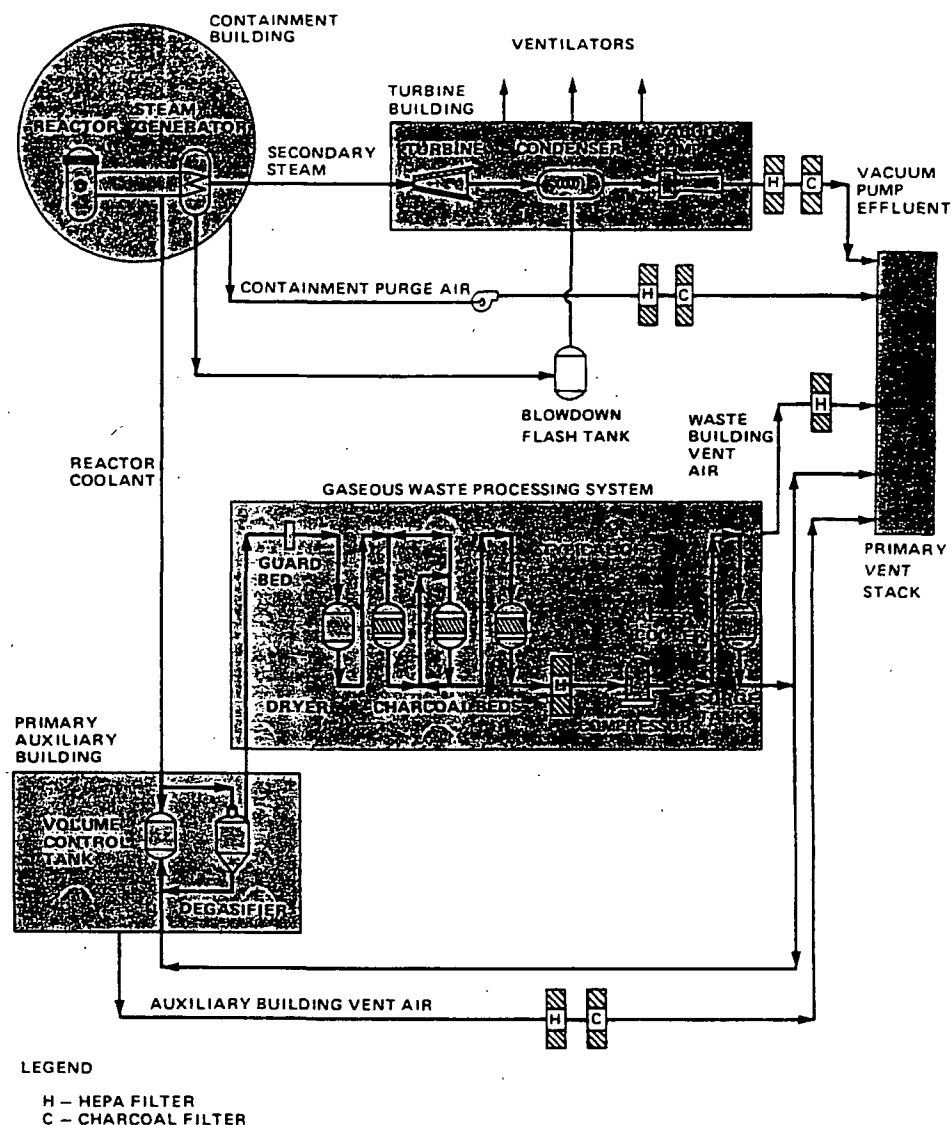 CONTAINMENT
BUILDING
VENTILATORS
TURBINE
BUILDING
STEAM
REACTOR
GENERATOR
TURBINE
CONDENSER
PUMP
SECONDARY
STEAM
H
C
VACUUM
PUMP
EFFLUENT
CONTAINMENT PURGE AIR
H
C
BLOWDOWN
FLASH TANK
H
WASTE
BUILDING
VENT
AIR
REACTOR
COOLANT
GASEOUS WASTE PROCESSING SYSTEM
PRIMARY
VENT
STACK
GUARD
BED
H
DRYER
CHARCOAL BEDS
PRIMARY
AUXILIARY
BUILDING
VOLUME
CONTROL
TANK
DEGASIFIER
AUXILIARY BUILDING VENT AIR
H
C
LEGEND
H – HEPA FILTER
C – CHARCOAL FILTER